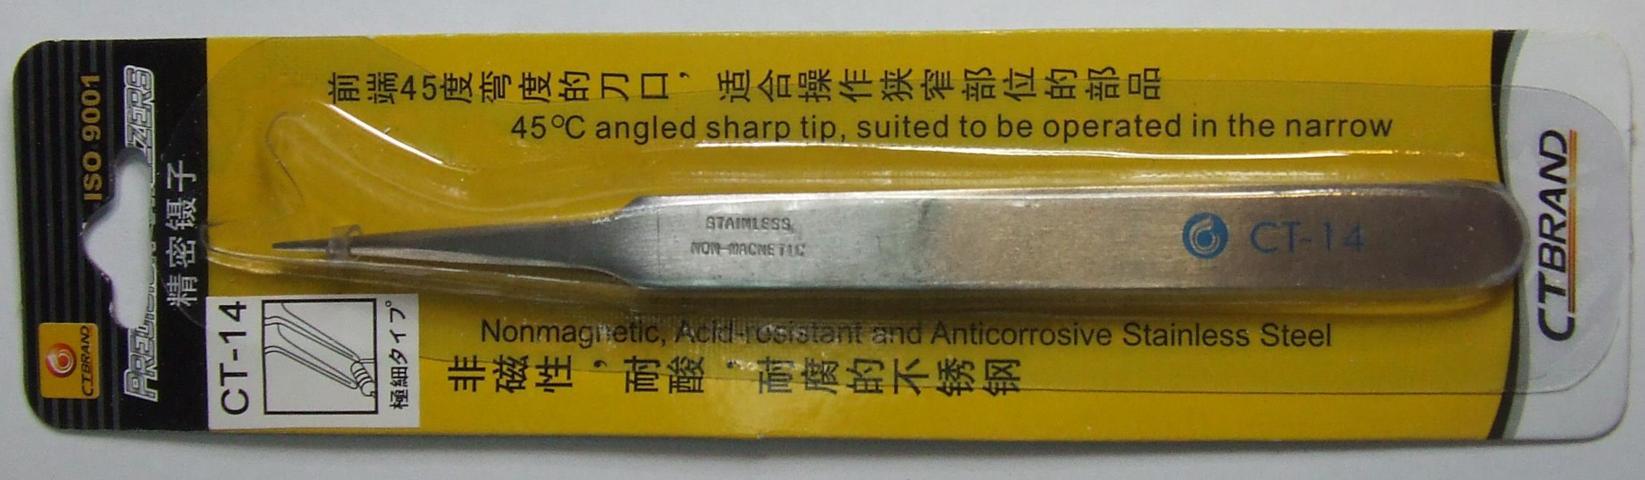 前端45度弯度的刀口，适合操作狭窄部位的部品
45°C angled sharp tip, suited to be operated in the narrow
ISO 9001
PRECISION TWEEZERS
精密镊子
CTBRAND
STAINLESS
NON-MAGNETIC
CT-14
CTBRAND
CT-14
極細タイプ
Nonmagnetic, Acid-resistant and Anticorrosive Stainless Steel
非磁性，耐酸，耐腐的不锈钢